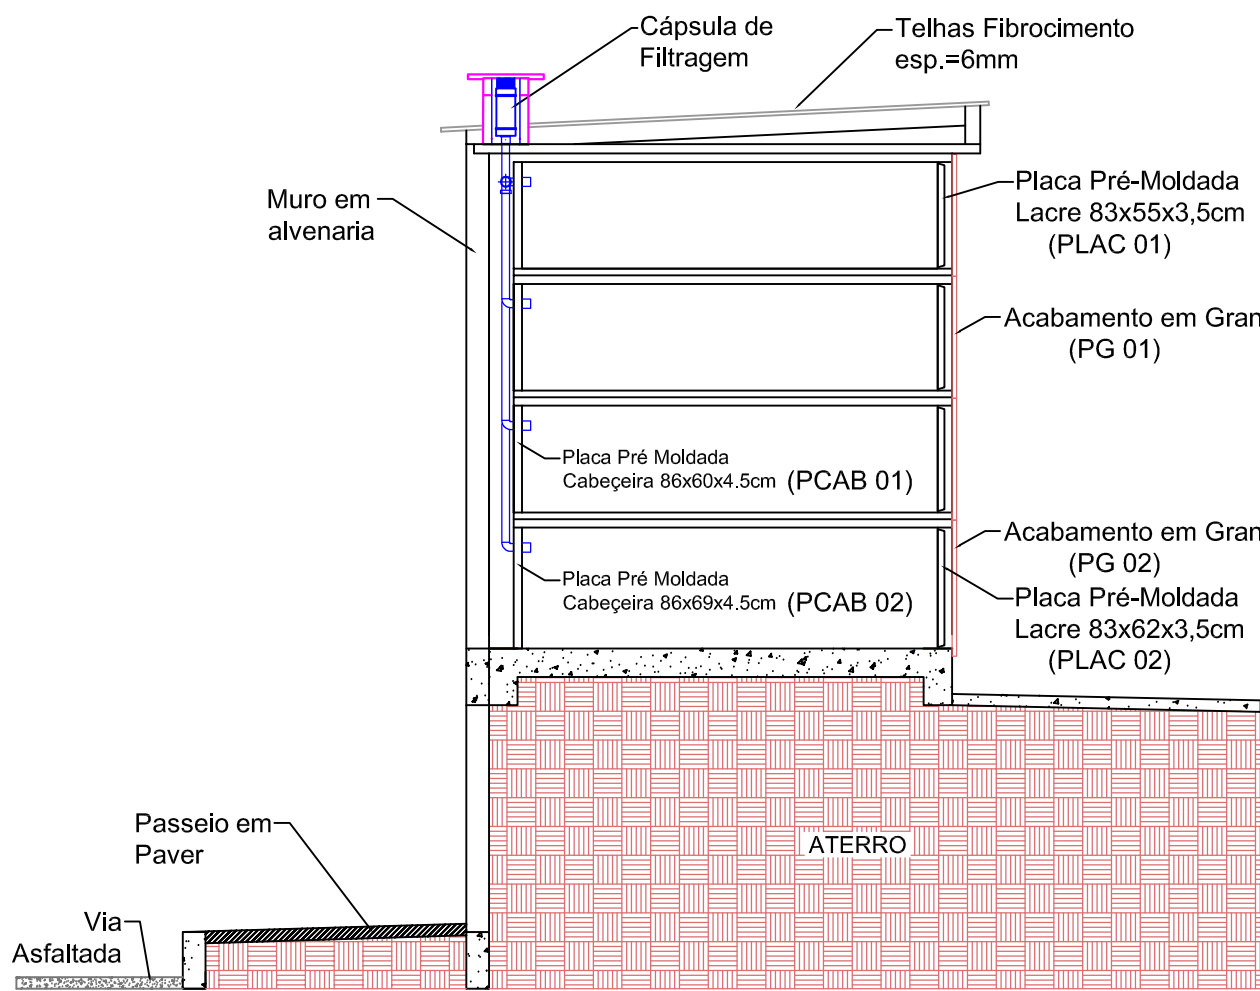 Cápsula de
Filtragem
Telhas Fibrocimento
esp.=6mm
Muro em
alvenaria
Placa Pré-Moldada
Lacre 83x55x3,5cm
(PLAC 01)
Acabamento em Gran
(PG 01)
Placa Pré Moldada
Cabeçeira 86x60x4.5cm (PCAB 01)
Acabamento em Gran
(PG 02)
Placa Pré Moldada
Cabeçeira 86x69x4.5cm (PCAB 02)
Placa Pré-Moldada
Lacre 83x62x3,5cm
(PLAC 02)
Passeio em
Paver
ATERRO
Via
Asfaltada